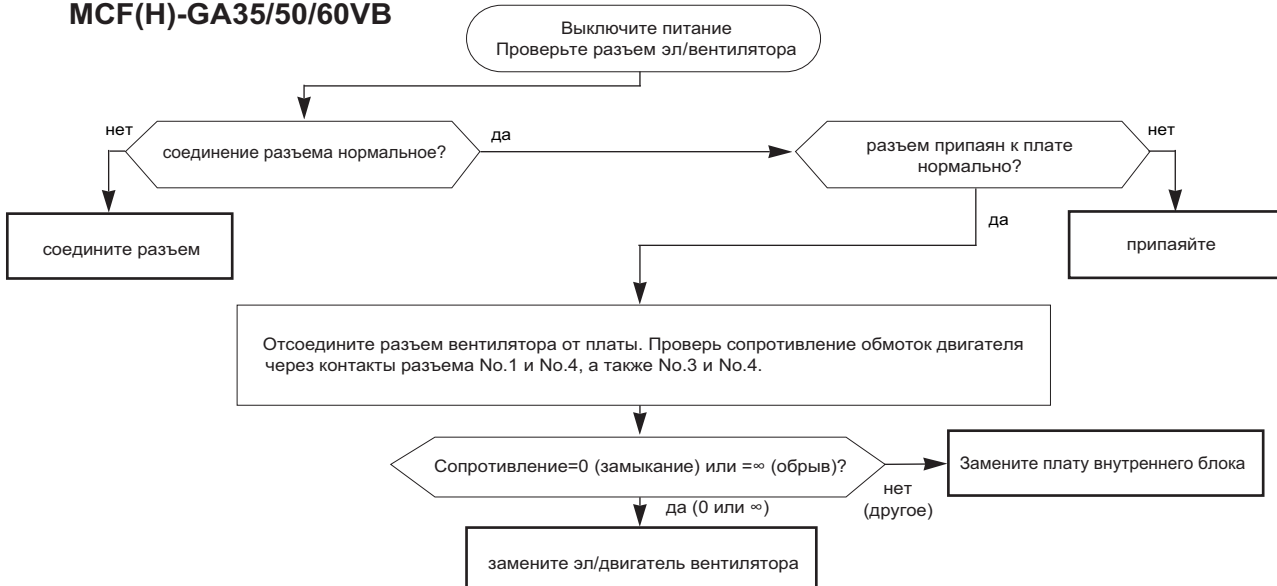 MCF(H)-GA35/50/60VB
Выключите питание
Проверьте разъем эл/вентилятора
нет
соединение разъема нормальное?
да
разъем припаян к плате
нормально?
нет
соедините разъем
да
припаяйте
Отсоедините разъем вентилятора от платы. Проверь сопротивление обмоток двигателя
через контакты разъема No.1 и No.4, а также No.3 и No.4.
Сопротивление=0 (замыкание) или =∞ (обрыв)?
Замените плату внутреннего блока
нет
(другое)
да (0 или ∞)
замените эл/двигатель вентилятора